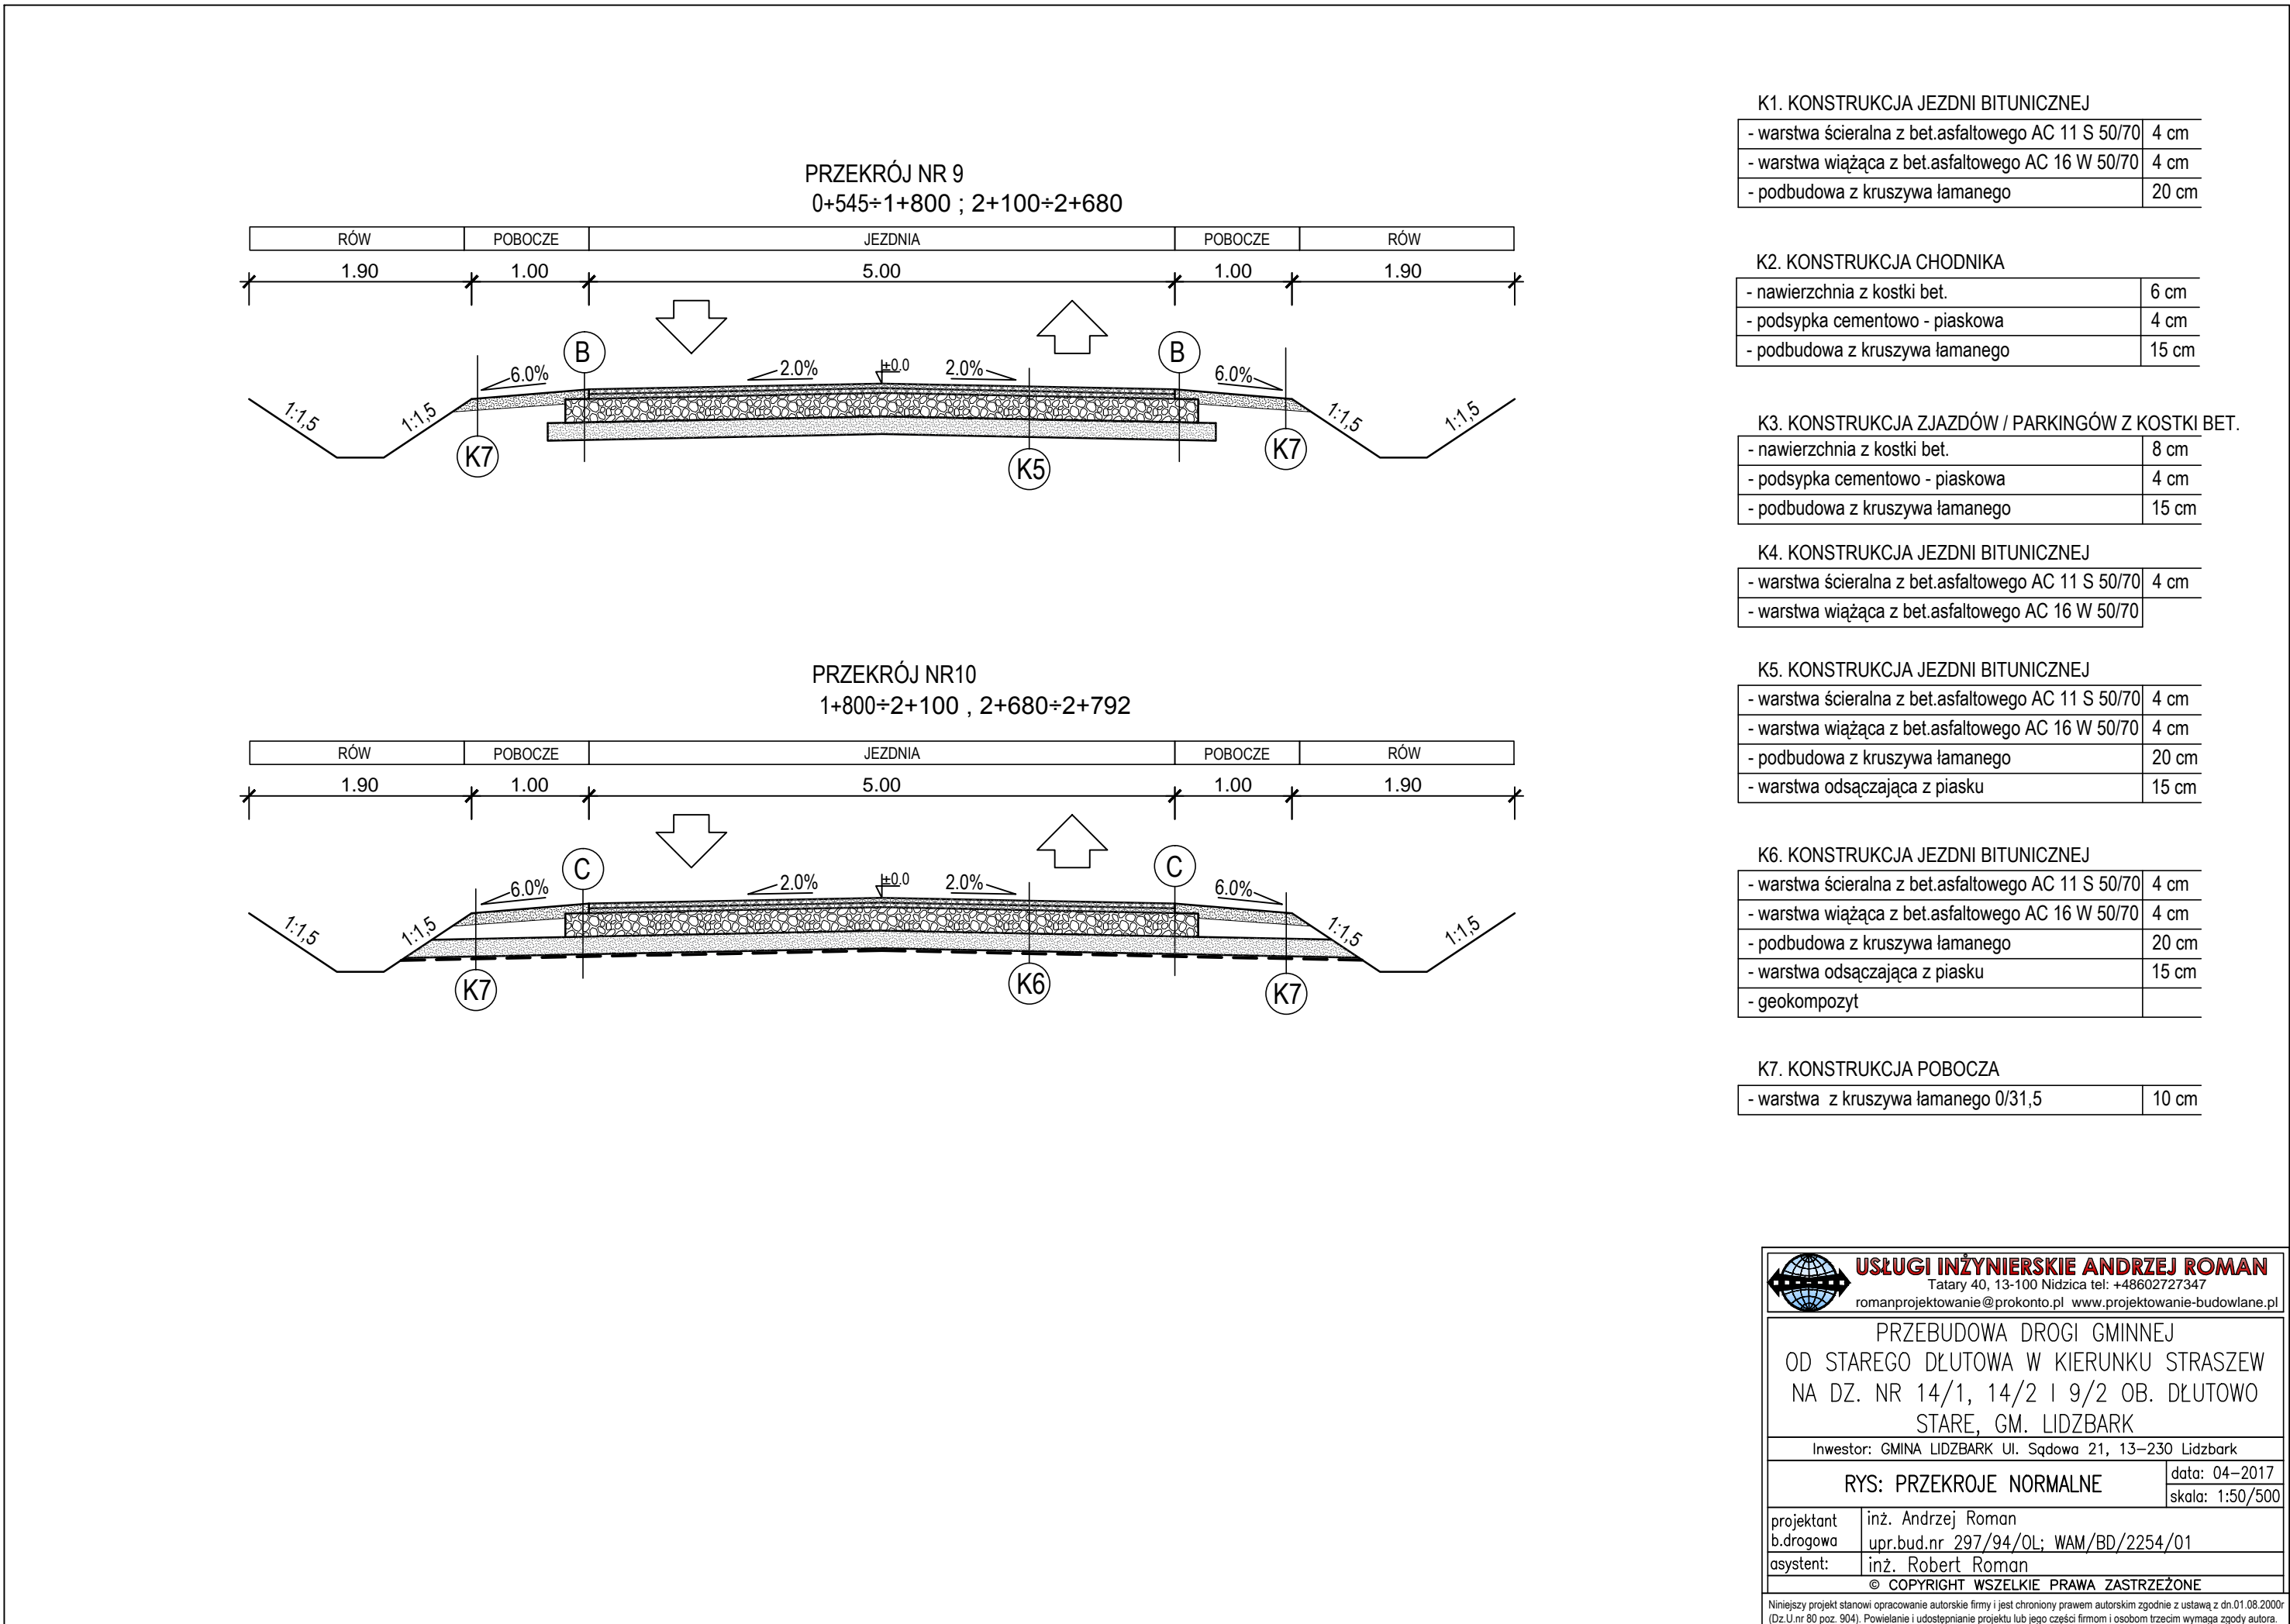 PRZEKRÓJ NR 9
0+545÷1+800 ; 2+100÷2+680
RÓW POBOCZE JEZDNIA POBOCZE RÓW
1.90 1.00 5.00 1.00 1.90
B B
6.0% 2.0% ±0.0 2.0% 6.0%
1:1,5 1:1,5 1:1,5 1:1,5
K7 K5 K7
PRZEKRÓJ NR10
1+800÷2+100 , 2+680÷2+792
RÓW POBOCZE JEZDNIA POBOCZE RÓW
1.90 1.00 5.00 1.00 1.90
C C
6.0% 2.0% ±0.0 2.0% 6.0%
1:1,5 1:1,5 1:1,5 1:1,5
K7 K6 K7
K1. KONSTRUKCJA JEZDNI BITUNICZNEJ
- warstwa ścieralna z bet.asfaltowego AC 11 S 50/70 4 cm
- warstwa wiążąca z bet.asfaltowego AC 16 W 50/70 4 cm
- podbudowa z kruszywa łamanego 20 cm
K2. KONSTRUKCJA CHODNIKA
- nawierzchnia z kostki bet. 6 cm
- podsypka cementowo - piaskowa 4 cm
- podbudowa z kruszywa łamanego 15 cm
K3. KONSTRUKCJA ZJAZDÓW / PARKINGÓW Z KOSTKI BET.
- nawierzchnia z kostki bet. 8 cm
- podsypka cementowo - piaskowa 4 cm
- podbudowa z kruszywa łamanego 15 cm
K4. KONSTRUKCJA JEZDNI BITUNICZNEJ
- warstwa ścieralna z bet.asfaltowego AC 11 S 50/70 4 cm
- warstwa wiążąca z bet.asfaltowego AC 16 W 50/70
K5. KONSTRUKCJA JEZDNI BITUNICZNEJ
- warstwa ścieralna z bet.asfaltowego AC 11 S 50/70 4 cm
- warstwa wiążąca z bet.asfaltowego AC 16 W 50/70 4 cm
- podbudowa z kruszywa łamanego 20 cm
- warstwa odsączająca z piasku 15 cm
K6. KONSTRUKCJA JEZDNI BITUNICZNEJ
- warstwa ścieralna z bet.asfaltowego AC 11 S 50/70 4 cm
- warstwa wiążąca z bet.asfaltowego AC 16 W 50/70 4 cm
- podbudowa z kruszywa łamanego 20 cm
- warstwa odsączająca z piasku 15 cm
- geokompozyt
K7. KONSTRUKCJA POBOCZA
- warstwa z kruszywa łamanego 0/31,5 10 cm
USŁUGI INŻYNIERSKIE ANDRZEJ ROMAN
Tatary 40, 13-100 Nidzica tel: +48602727347
romanprojektowanie@prokonto.pl www.projektowanie-budowlane.pl
PRZEBUDOWA DROGI GMINNEJ
OD STAREGO DŁUTOWA W KIERUNKU STRASZEW
NA DZ. NR 14/1, 14/2 I 9/2 OB. DŁUTOWO
STARE, GM. LIDZBARK
Inwestor: GMINA LIDZBARK Ul. Sądowa 21, 13-230 Lidzbark
RYS: PRZEKROJE NORMALNE
data: 04-2017
skala: 1:50/500
projektant inż. Andrzej Roman
b.drogowa upr.bud.nr 297/94/OL; WAM/BD/2254/01
asystent: inż. Robert Roman
© COPYRIGHT WSZELKIE PRAWA ZASTRZEŻONE
Niniejszy projekt stanowi opracowanie autorskie firmy i jest chroniony prawem autorskim zgodnie z ustawą z dn.01.08.2000r
(Dz.U.nr 80 poz. 904). Powielanie i udostępnianie projektu lub jego części firmom i osobom trzecim wymaga zgody autora.